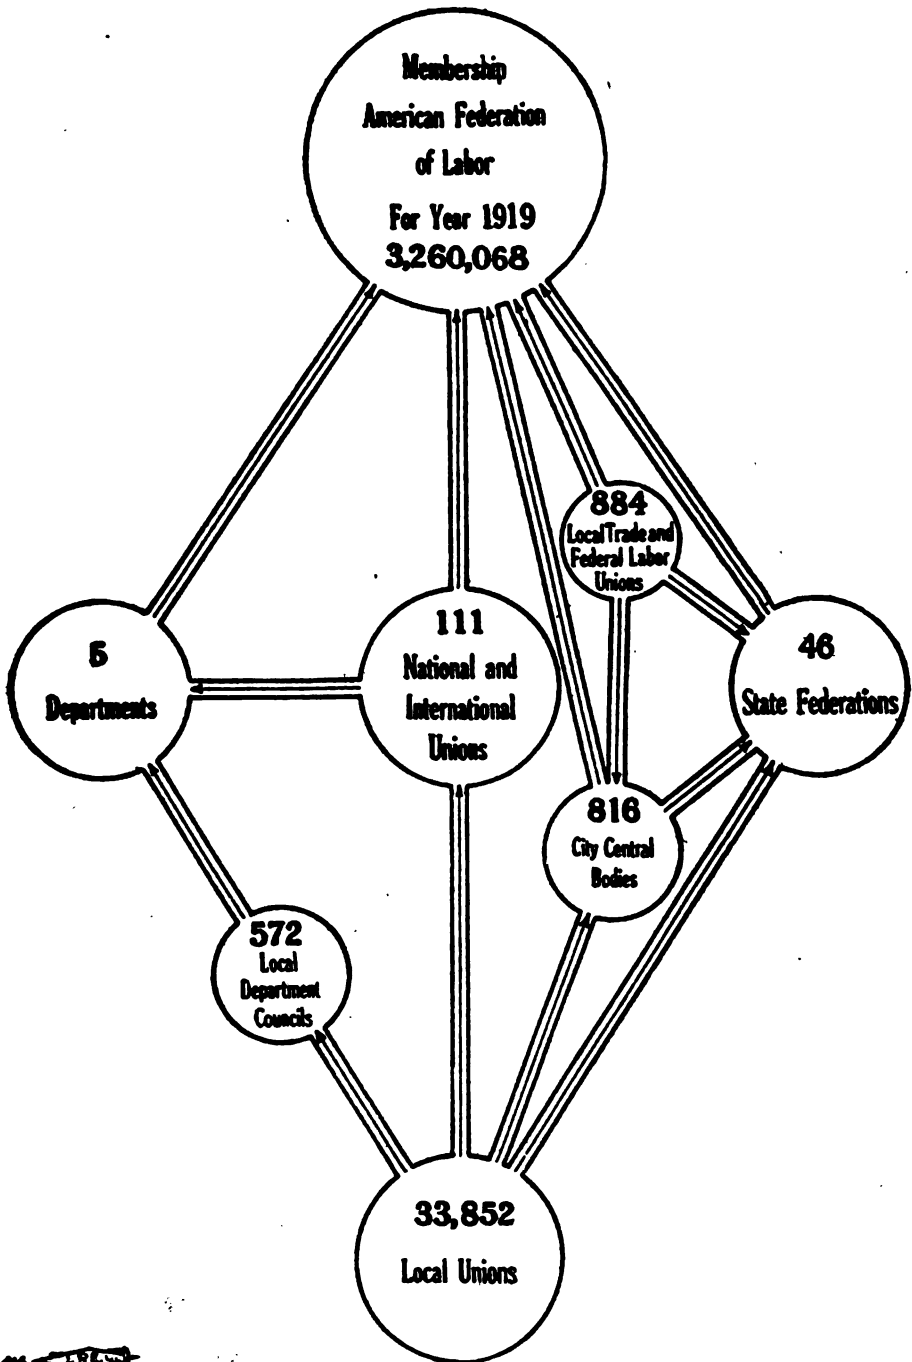 Membership
American Federation
of Labor
For Year 1919
3,260,068
884
Local Trade and
Federal Labor
Unions
5
Departments
111
National and
International
Unions
46
State Federations
816
City Central
Bodies
572
Local
Department
Councils
33,852
Local Unions